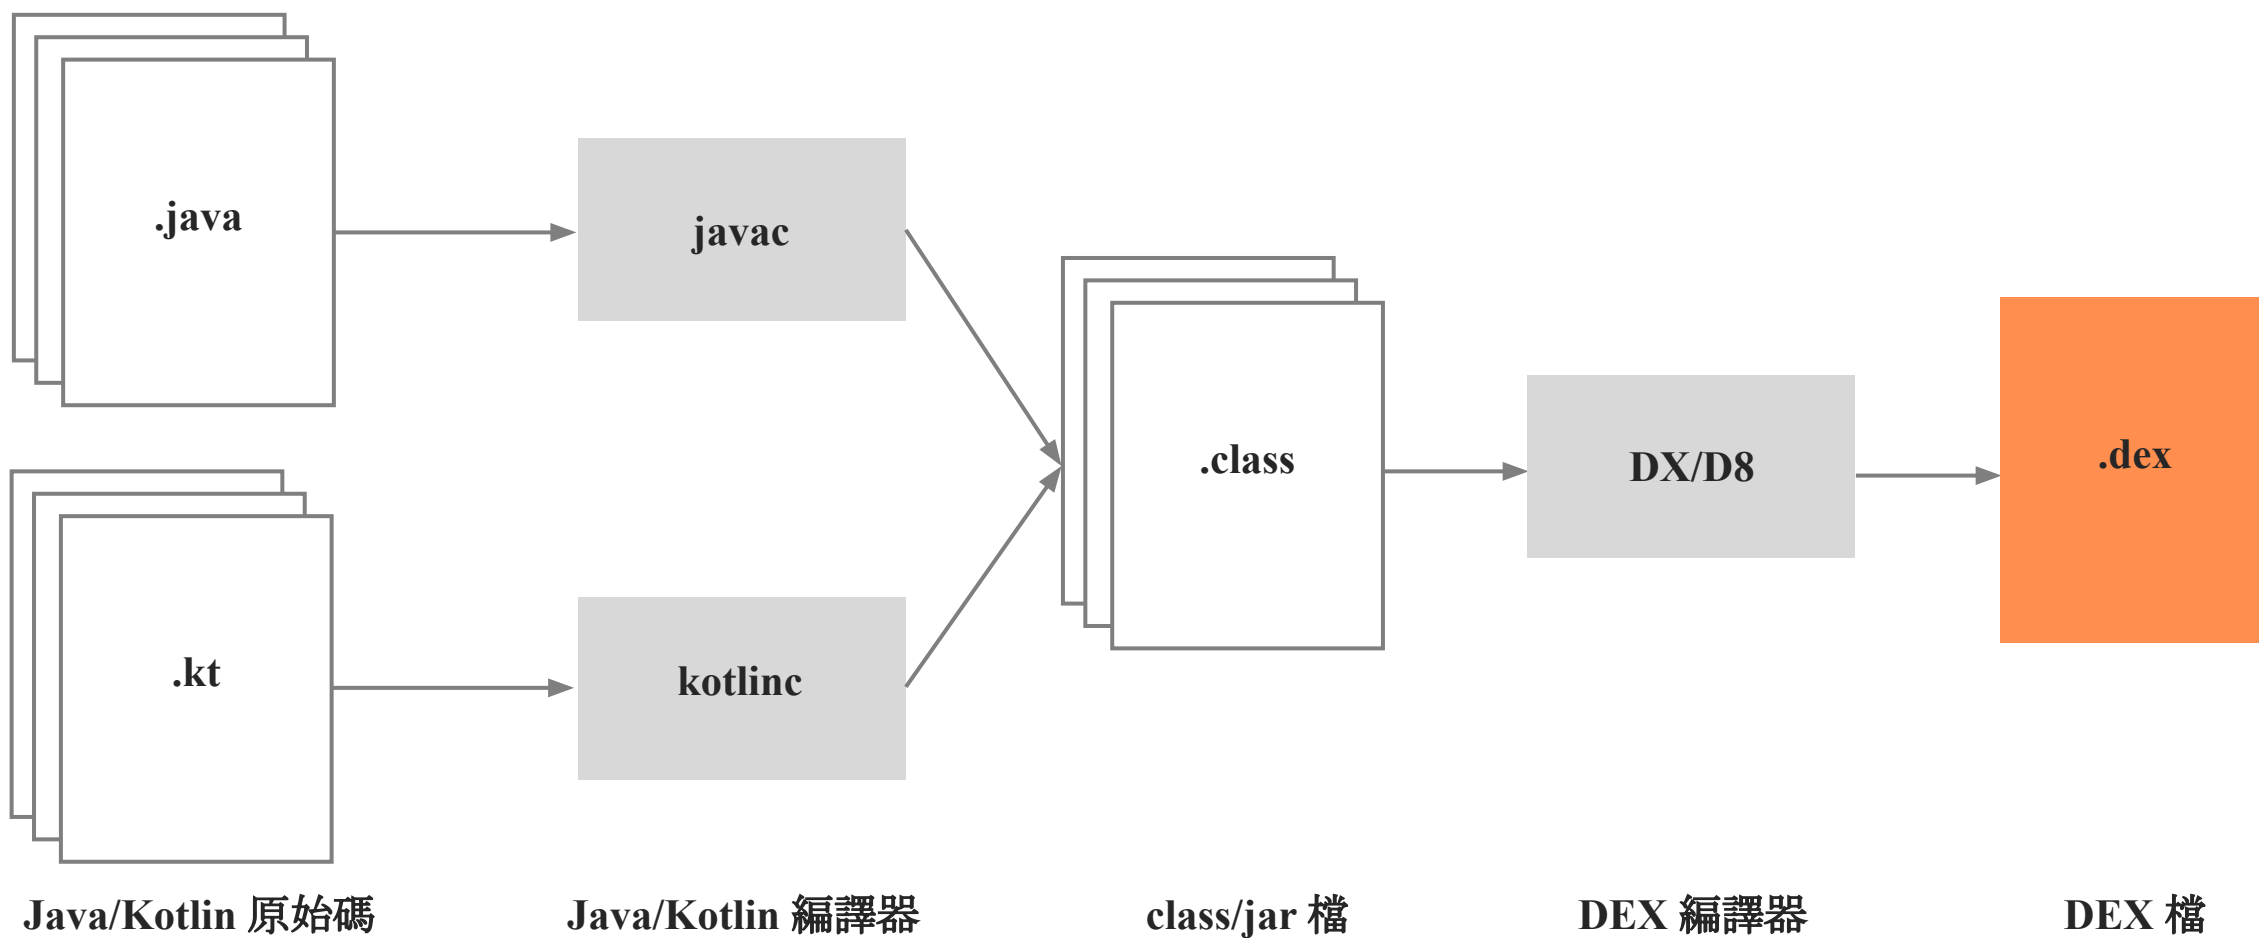 .java
javac
.class
DX/D8
.dex
.kt
kotlinc
Java/Kotlin 原始碼
Java/Kotlin 編譯器
class/jar 檔
DEX 編譯器
DEX 檔